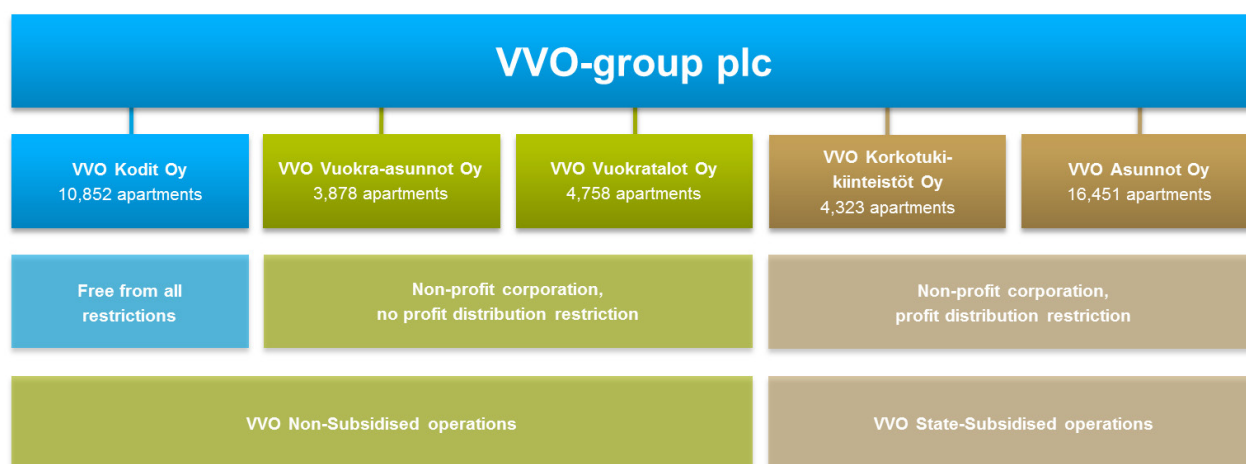 VVO-group plc
VVO Kodit Oy
10,852 apartments
VVO Vuokra-asunnot Oy
3,878 apartments
VVO Vuokratalot Oy
4,758 apartments
VVO Korkotuki-
kiinteistöt Oy
4,323 apartments
VVO Asunnot Oy
16,451 apartments
Free from all
restrictions
Non-profit corporation,
no profit distribution restriction
Non-profit corporation,
profit distribution restriction
VVO Non-Subsidised operations
VVO State-Subsidised operations